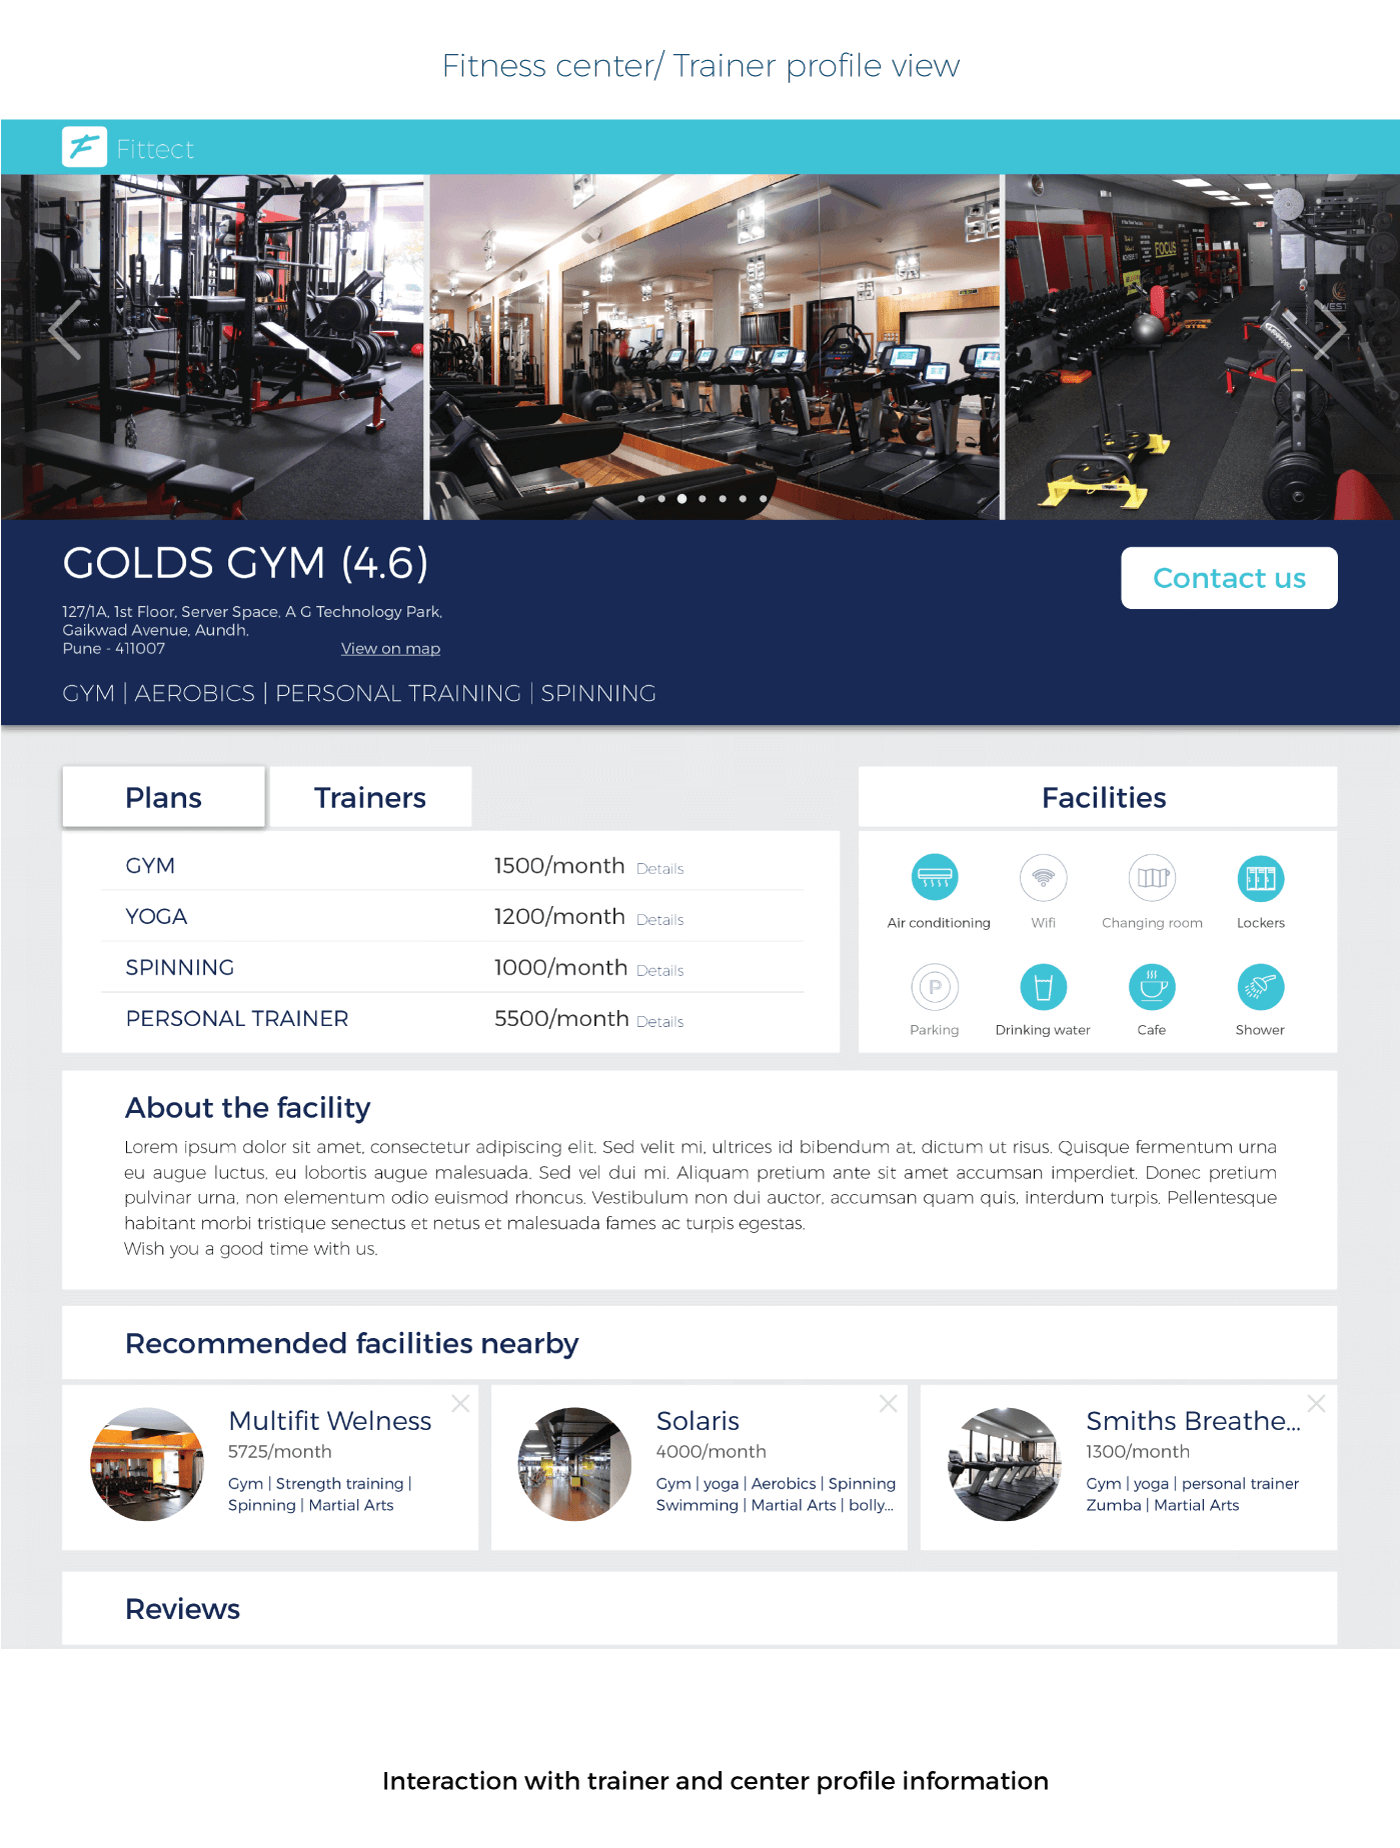 Fitness center/ Trainer profile view
Fittect
FOCUS
WEST
GOLDS GYM (4.6)
Contact us
127/1A, 1st Floor, Server Space, A G Technology Park,
Gaikwad Avenue, Aundh,
Pune - 411007
View on map
GYM | AEROBICS | PERSONAL TRAINING | SPINNING
Plans
Trainers
GYM 1500/month Details
YOGA 1200/month Details
SPINNING 1000/month Details
PERSONAL TRAINER 5500/month Details
Facilities
Air conditioning Wifi Changing room Lockers
P
Parking Drinking water Cafe Shower
About the facility
Lorem ipsum dolor sit amet, consectetur adipiscing elit. Sed velit mi, ultrices id bibendum at, dictum ut risus. Quisque fermentum urna
eu augue luctus, eu lobortis augue malesuada. Sed vel dui mi. Aliquam pretium ante sit amet accumsan imperdiet. Donec pretium
pulvinar urna, non elementum odio euismod rhoncus. Vestibulum non dui auctor, accumsan quam quis, interdum turpis. Pellentesque
habitant morbi tristique senectus et netus et malesuada fames ac turpis egestas.
Wish you a good time with us.
Recommended facilities nearby
Multifit Welness
5725/month
Gym | Strength training |
Spinning | Martial Arts
Solaris
4000/month
Gym | yoga | Aerobics | Spinning
Swimming | Martial Arts | bolly...
Smiths Breathe...
1300/month
Gym | yoga | personal trainer
Zumba | Martial Arts
Reviews
Interaction with trainer and center profile information